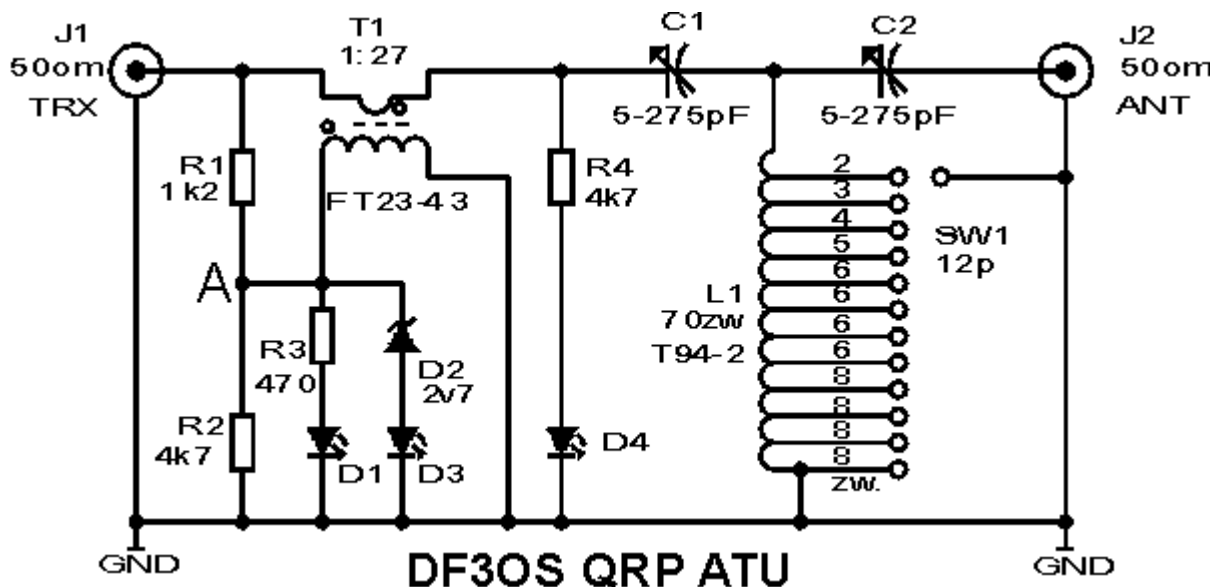 J1
50om
TRX
T1
1:27
C1
5-275pF
C2
5-275pF
J2
50om
ANT
R1
1k2
FT23-43
R4
4k7
A
R3
470
D2
2v7
R2
4k7
D1
D3
D4
L1
70zw
T94-2
2
3
4
5
6
6
6
6
8
8
8
8
zw.
SW1
12p
GND
DF3OS QRP ATU
GND